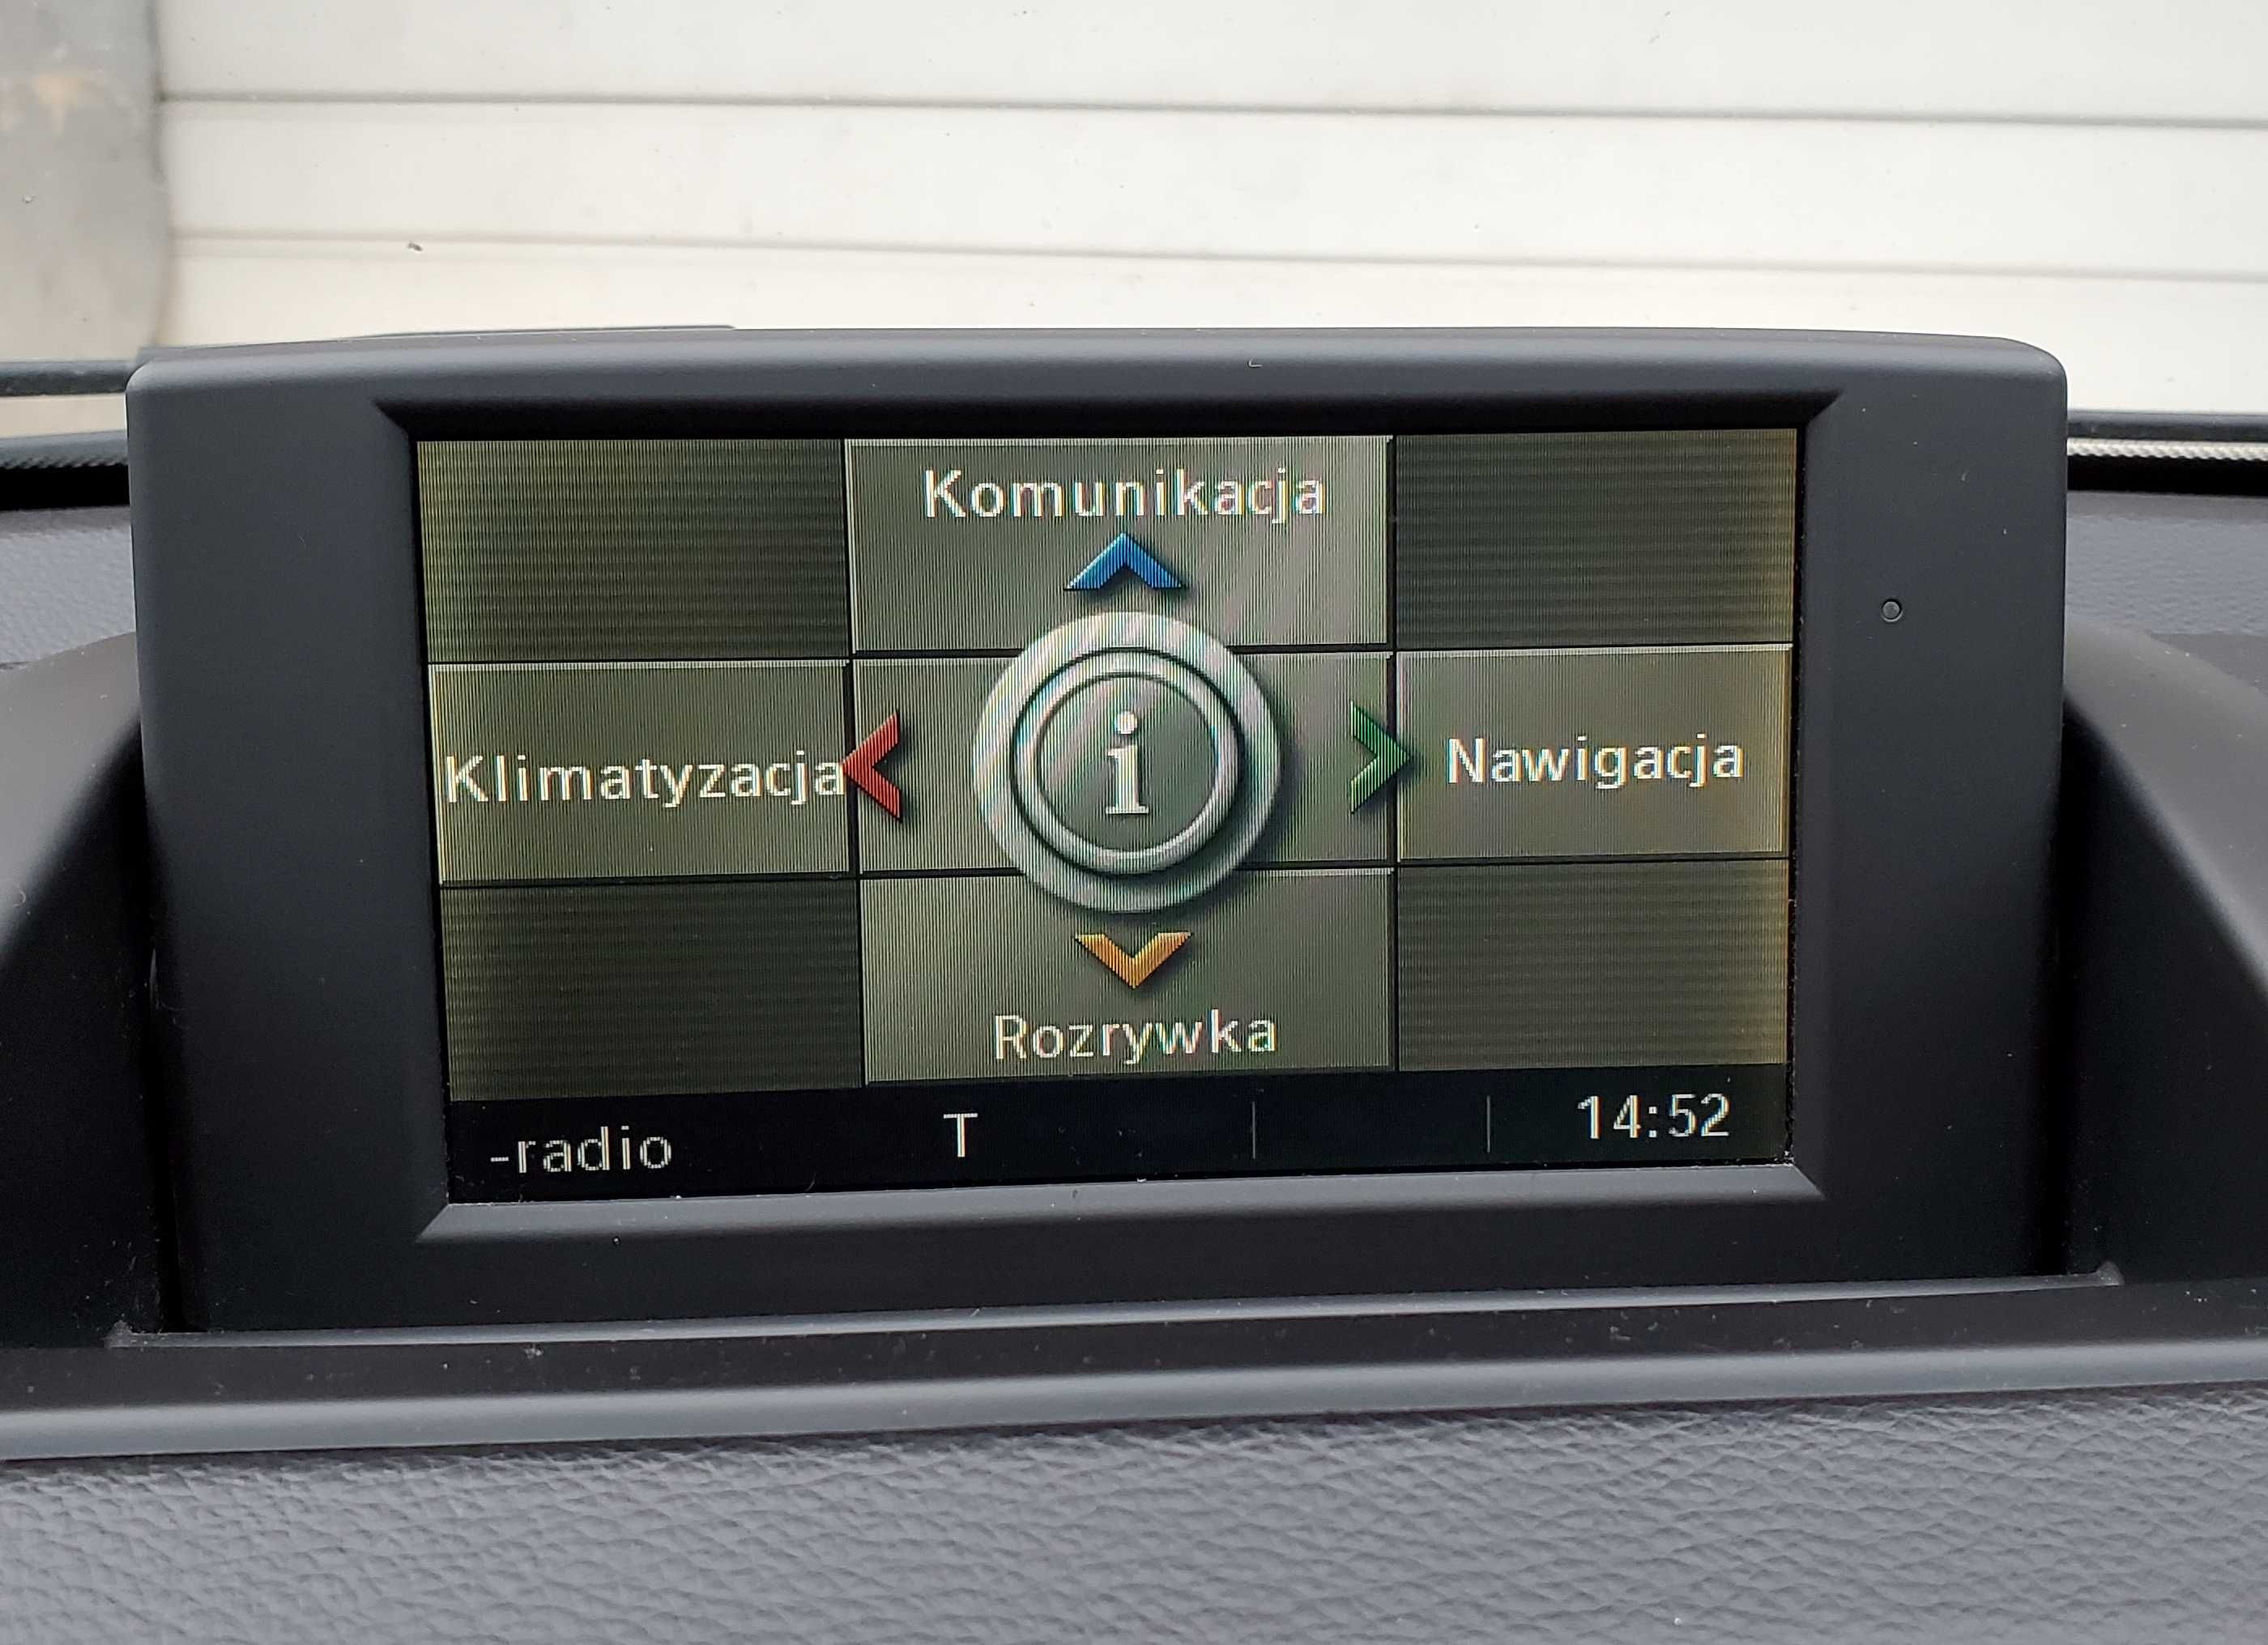 Komunikacja
Klimatyzacja
i
Nawigacja
Rozrywka
-radio T 14:52